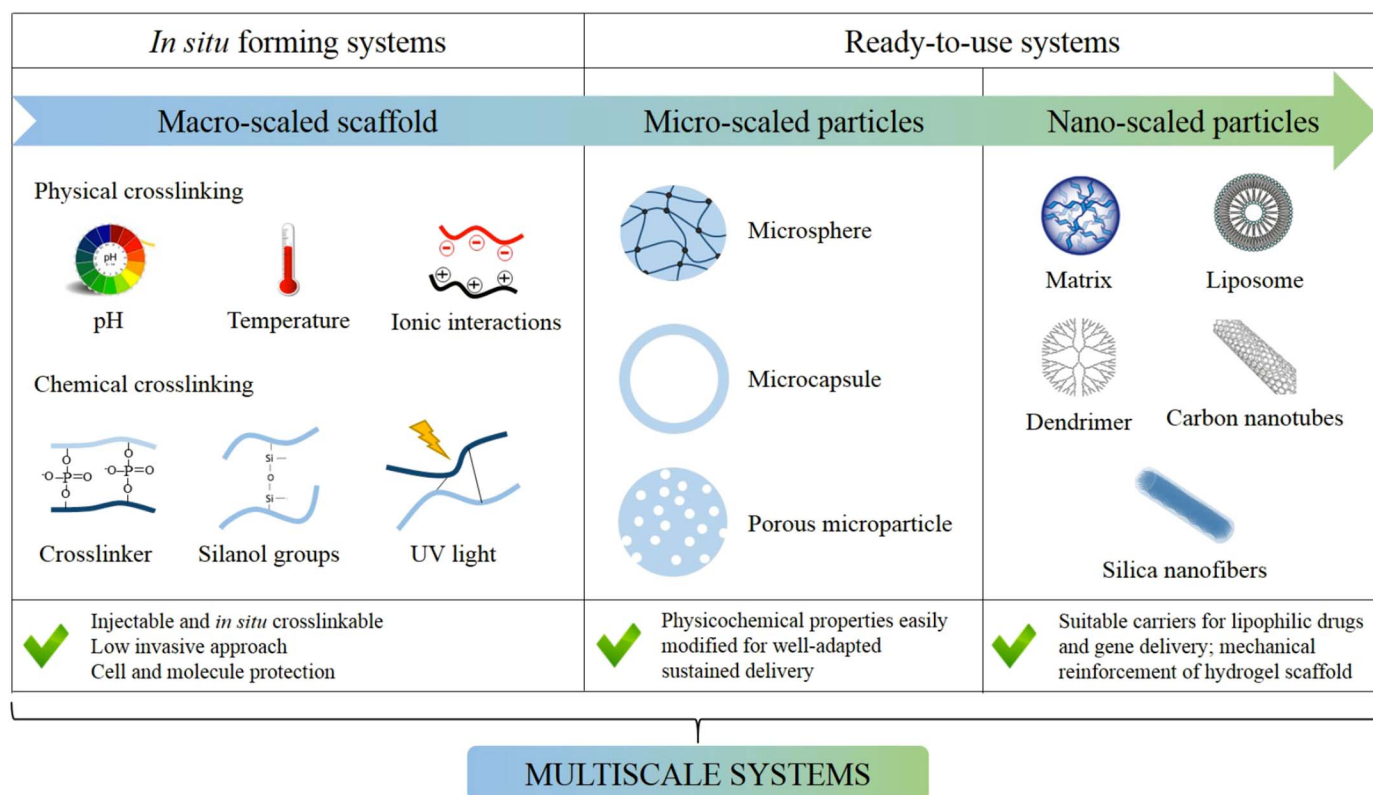 In situ forming systems
Ready-to-use systems
Macro-scaled scaffold
Micro-scaled particles
Nano-scaled particles
Physical crosslinking
pH
pH
Temperature
Ionic interactions
Chemical crosslinking
O
O
⁻O–P=O
⁻O–P=O
O
O
Si
O
Si
Crosslinker
Silanol groups
UV light
Injectable and in situ crosslinkable
Low invasive approach
Cell and molecule protection
Microsphere
Microcapsule
Porous microparticle
Physicochemical properties easily
modified for well-adapted
sustained delivery
Matrix
Liposome
Dendrimer
Carbon nanotubes
Silica nanofibers
Suitable carriers for lipophilic drugs
and gene delivery; mechanical
reinforcement of hydrogel scaffold
MULTISCALE SYSTEMS